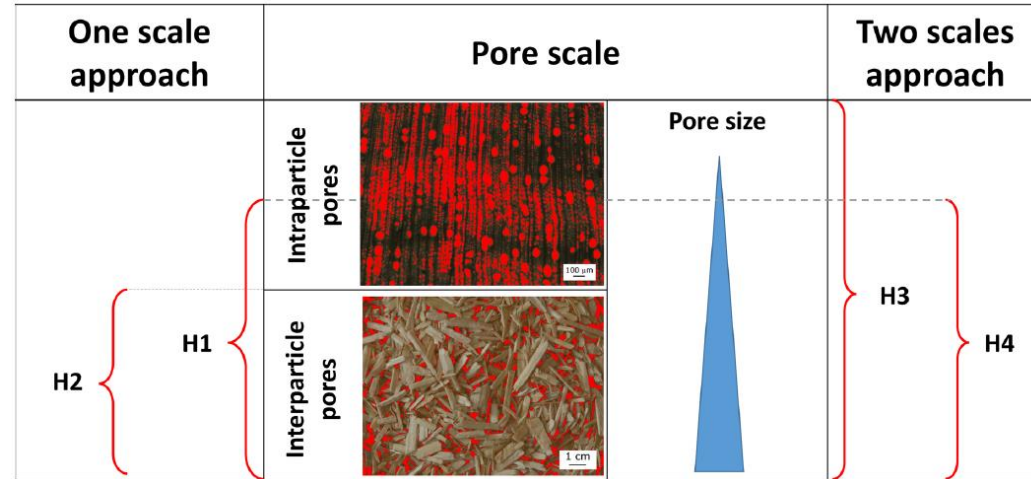 One scale
approach
Pore scale
Two scales
approach
Intraparticle
pores
100 µm
Pore size
Interparticle
pores
1 cm
H1
H2
H3
H4